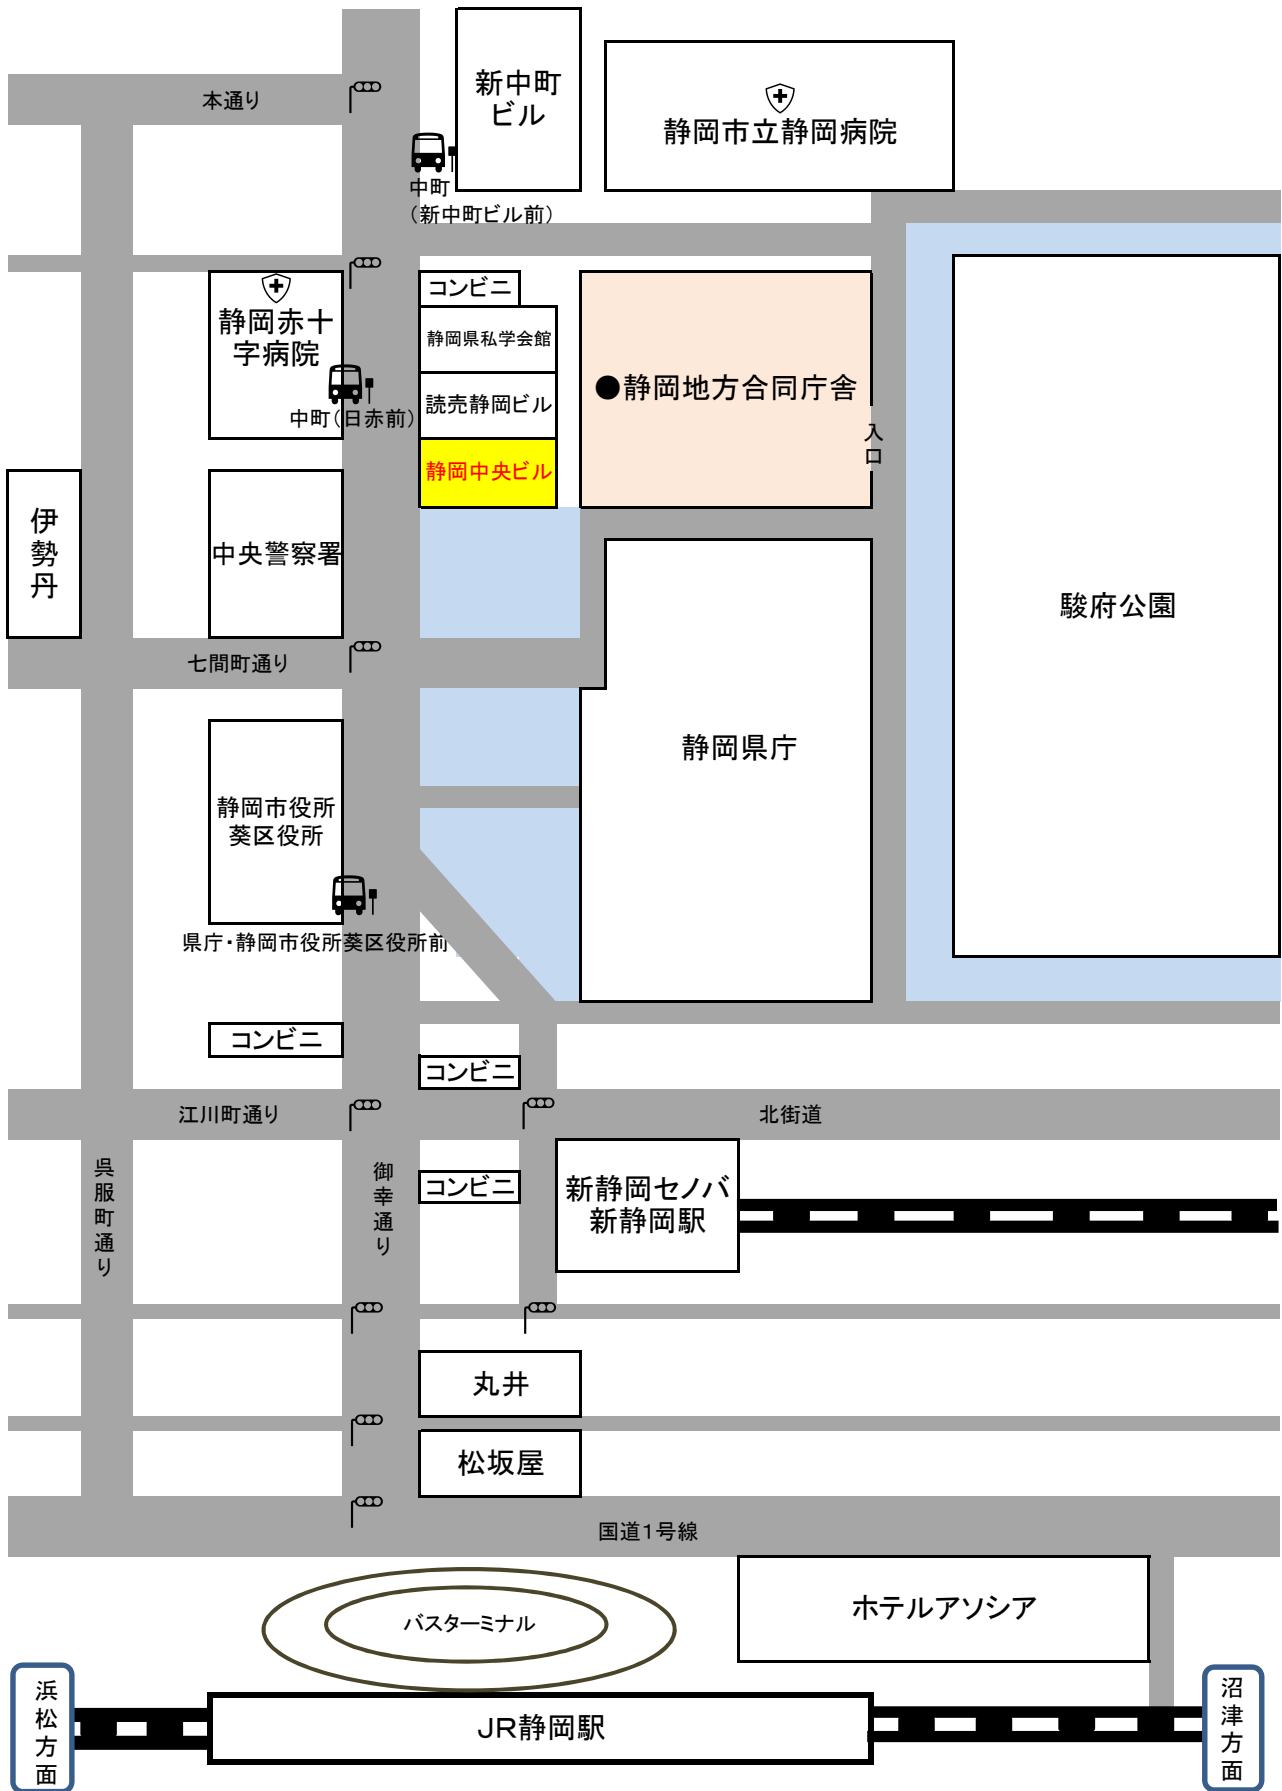 新中町
ビル
本通り
静岡市立静岡病院
中町
（新中町ビル前）
コンビニ
静岡赤十
字病院
静岡県私学会館
●静岡地方合同庁舎
読売静岡ビル
中町（日赤前）
入口
静岡中央ビル
伊勢丹
中央警察署
駿府公園
七間町通り
静岡県庁
静岡市役所
葵区役所
県庁・静岡市役所葵区役所前
コンビニ
コンビニ
江川町通り
北街道
呉服町通り
御幸通り
コンビニ
新静岡セノバ
新静岡駅
丸井
松坂屋
国道1号線
ホテルアソシア
バスターミナル
浜松方面
JR静岡駅
沼津方面